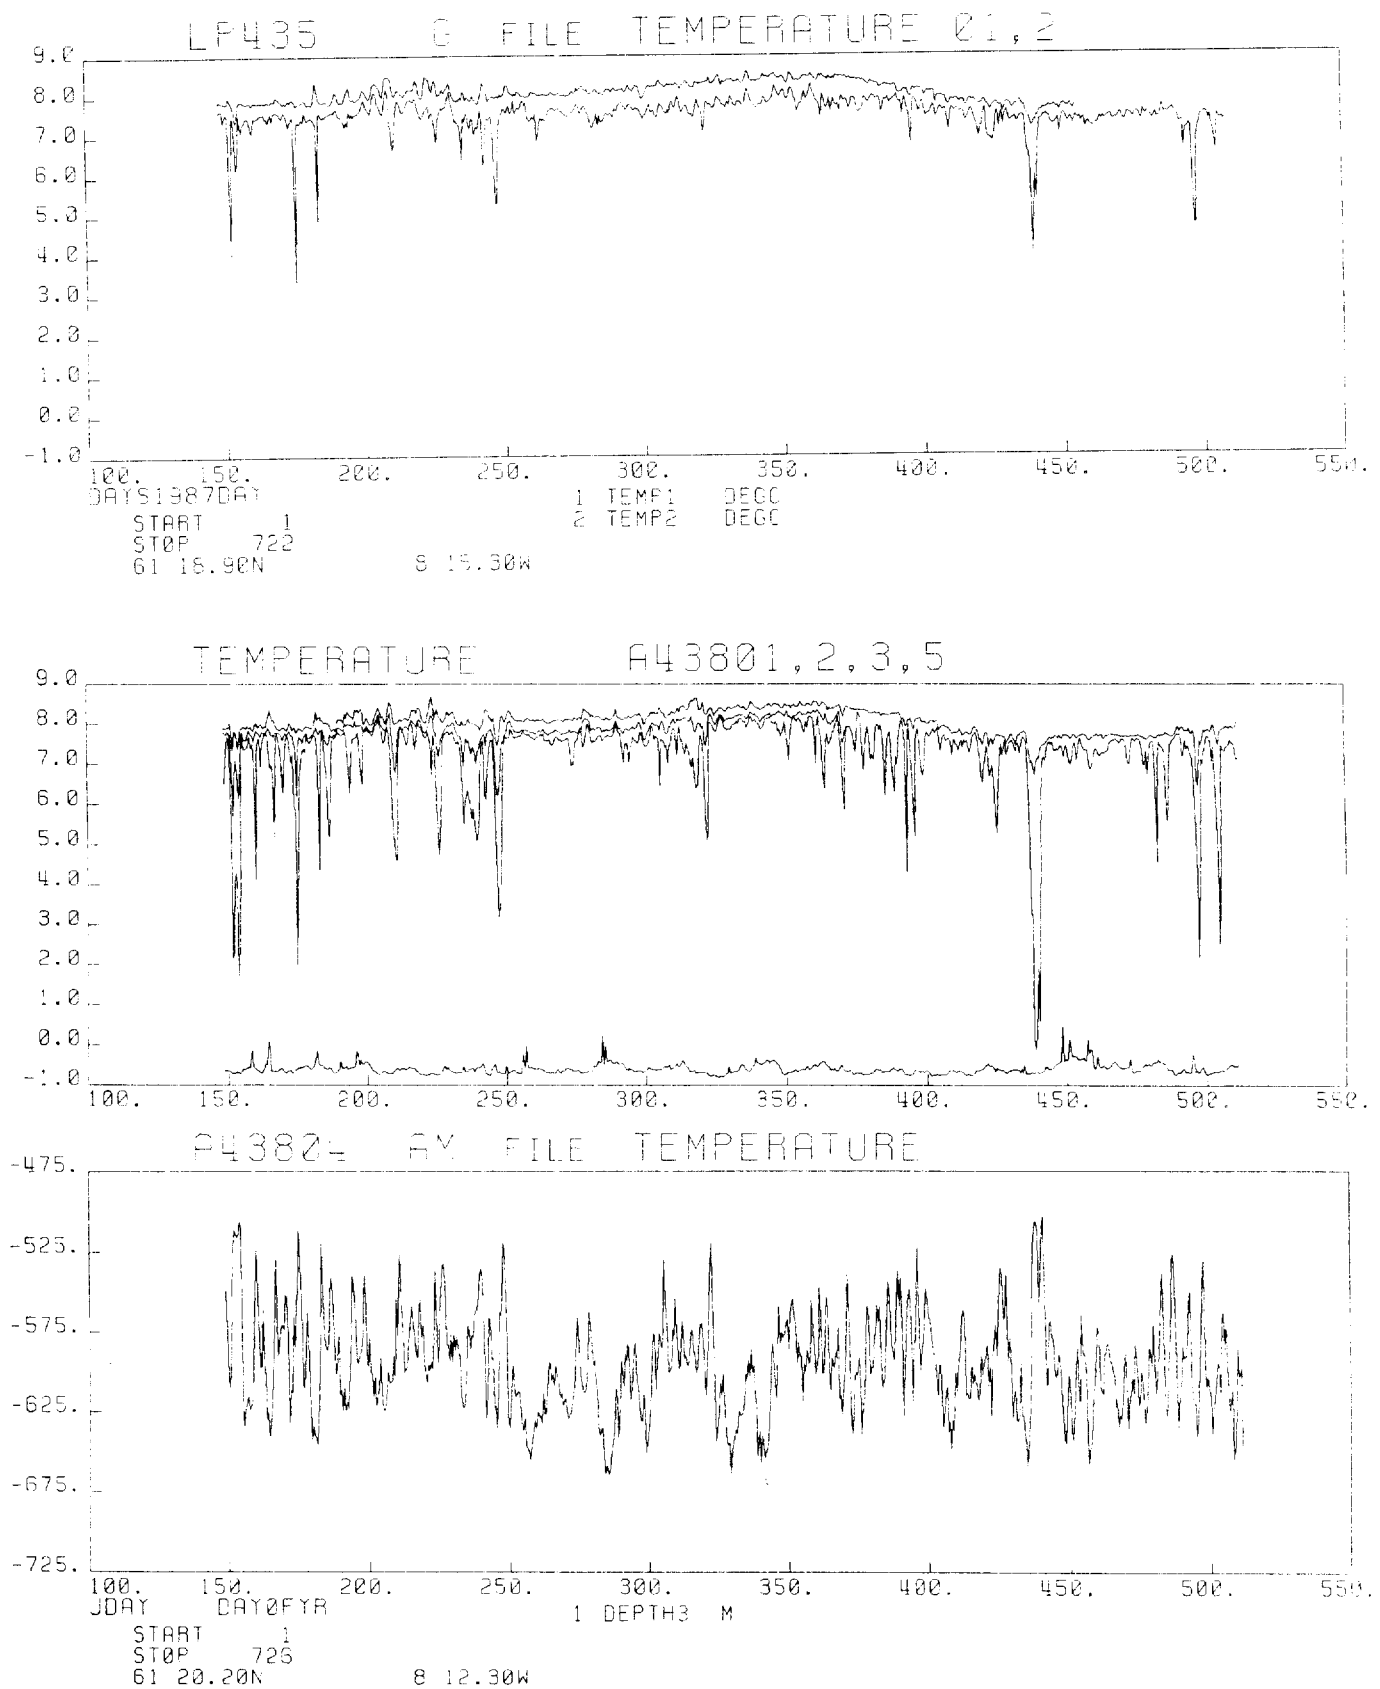 LP435 G FILE TEMPERATURE 01,2
9.0
8.0
7.0
6.0
5.0
4.0
3.0
2.0
1.0
0.0
-1.0
100. 150. 200. 250. 300. 350. 400. 450. 500. 550.
DAYS1987DAY 1 TEMP1 DEGC
START 1 2 TEMP2 DEGC
STOP 722
61 18.90N 8 15.30W
TEMPERATURE A43801,2,3,5
9.0
8.0
7.0
6.0
5.0
4.0
3.0
2.0
1.0
0.0
-1.0
100. 150. 200. 250. 300. 350. 400. 450. 500. 550.
A43804 AM FILE TEMPERATURE
-475.
-525.
-575.
-625.
-675.
-725.
100. 150. 200. 250. 300. 350. 400. 450. 500. 550.
JDAY DAYOFYR 1 DEPTH3 M
START 1
STOP 726
61 20.20N 8 12.30W